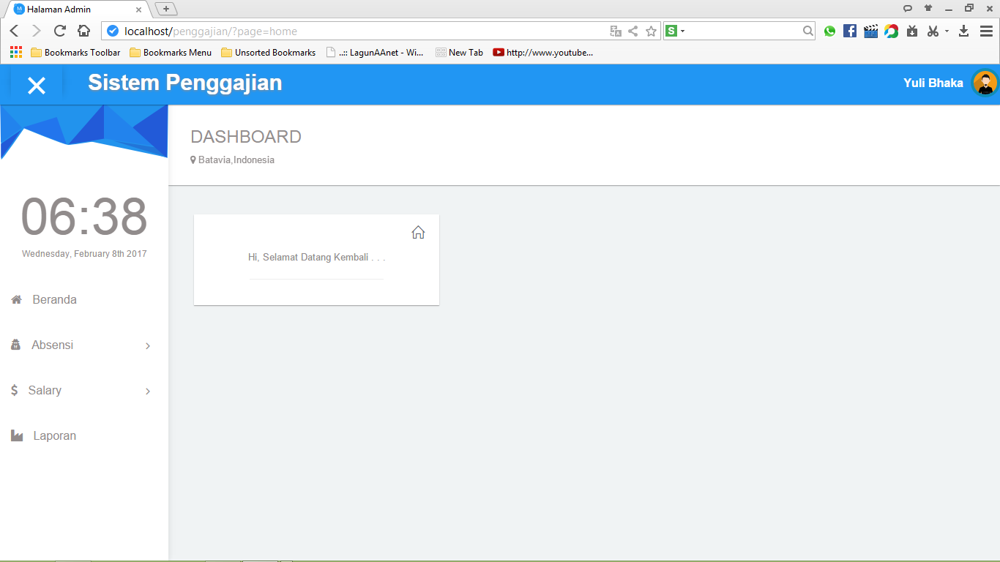 Halaman Admin
localhost/penggajian/?page=home
S
Bookmarks Toolbar
Bookmarks Menu
Unsorted Bookmarks
..:: LagunAAnet - Wi...
New Tab
http://www.youtube...
Sistem Penggajian
Yuli Bhaka
DASHBOARD
Batavia,Indonesia
06:38
Wednesday, February 8th 2017
Hi, Selamat Datang Kembali . . .
Beranda
Absensi
Salary
Laporan